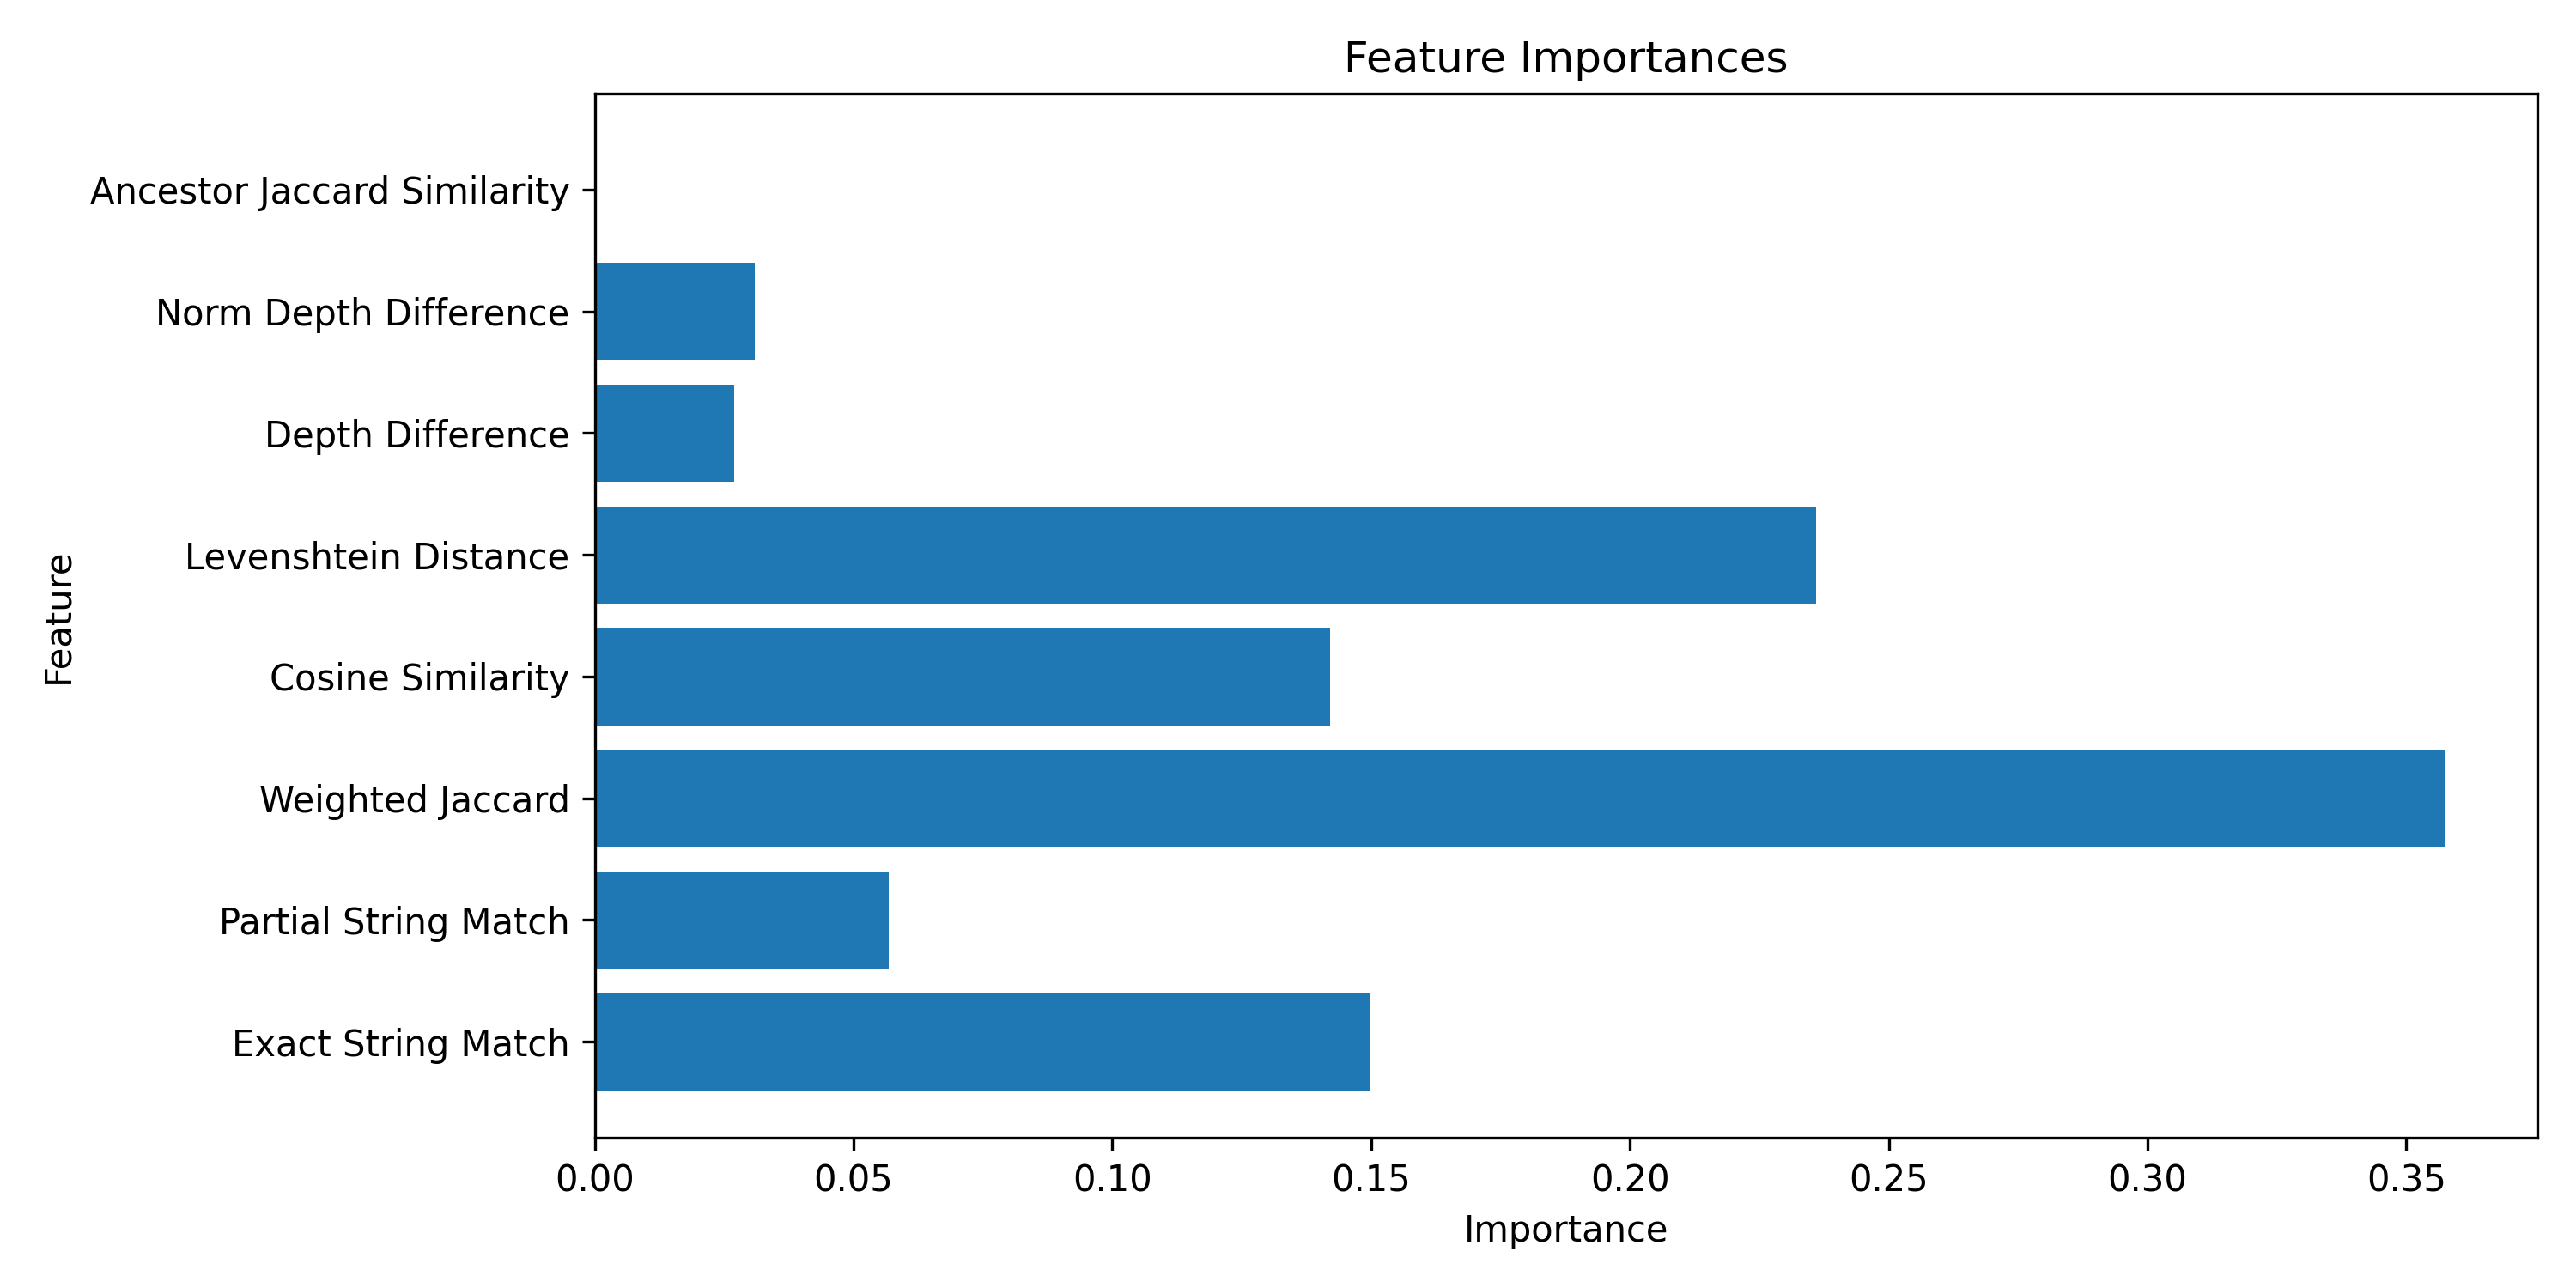 Feature Importances
Ancestor Jaccard Similarity
Norm Depth Difference
Depth Difference
Levenshtein Distance
Cosine Similarity
Weighted Jaccard
Partial String Match
Exact String Match
Feature
0.00 0.05 0.10 0.15 0.20 0.25 0.30 0.35
Importance